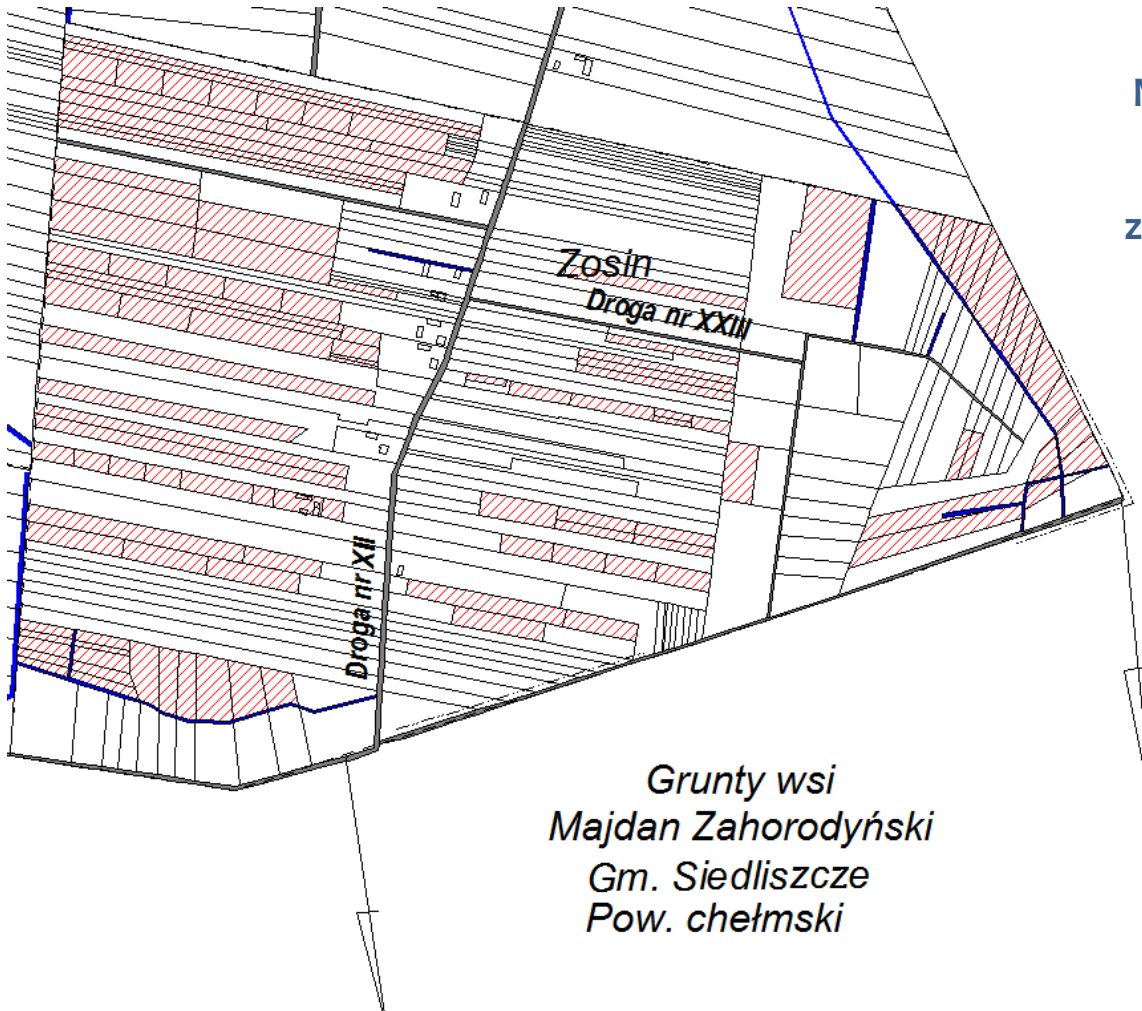 N
z
Zosin
Droga nr XXIII
Droga nr XII
Grunty wsi
Majdan Zahorodyński
Gm. Siedliszcze
Pow. chełmski